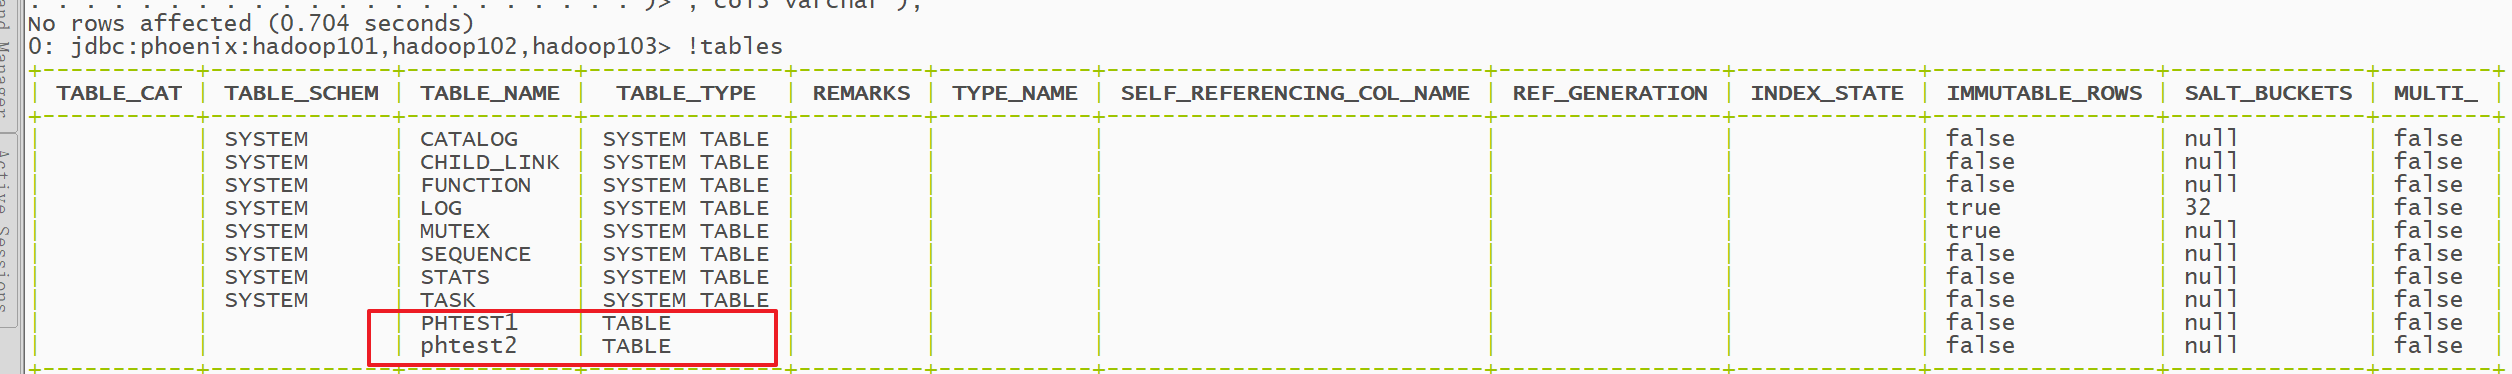 . . . . . . . . . . . . . . . . . . . . . . )> , col3 varchar );
No rows affected (0.704 seconds)
0: jdbc:phoenix:hadoop101,hadoop102,hadoop103> !tables
| TABLE_CAT | TABLE_SCHEM | TABLE_NAME | TABLE_TYPE | REMARKS | TYPE_NAME | SELF_REFERENCING_COL_NAME | REF_GENERATION | INDEX_STATE | IMMUTABLE_ROWS | SALT_BUCKETS | MULTI_ |
| | SYSTEM | CATALOG | SYSTEM TABLE | | | | | | false | null | false |
| | SYSTEM | CHILD_LINK | SYSTEM TABLE | | | | | | false | null | false |
| | SYSTEM | FUNCTION | SYSTEM TABLE | | | | | | false | null | false |
| | SYSTEM | LOG | SYSTEM TABLE | | | | | | true | 32 | false |
| | SYSTEM | MUTEX | SYSTEM TABLE | | | | | | true | null | false |
| | SYSTEM | SEQUENCE | SYSTEM TABLE | | | | | | false | null | false |
| | SYSTEM | STATS | SYSTEM TABLE | | | | | | false | null | false |
| | SYSTEM | TASK | SYSTEM TABLE | | | | | | false | null | false |
| | | PHTEST1 | TABLE | | | | | | false | null | false |
| | | phtest2 | TABLE | | | | | | false | null | false |
and Manager
Active Sessions